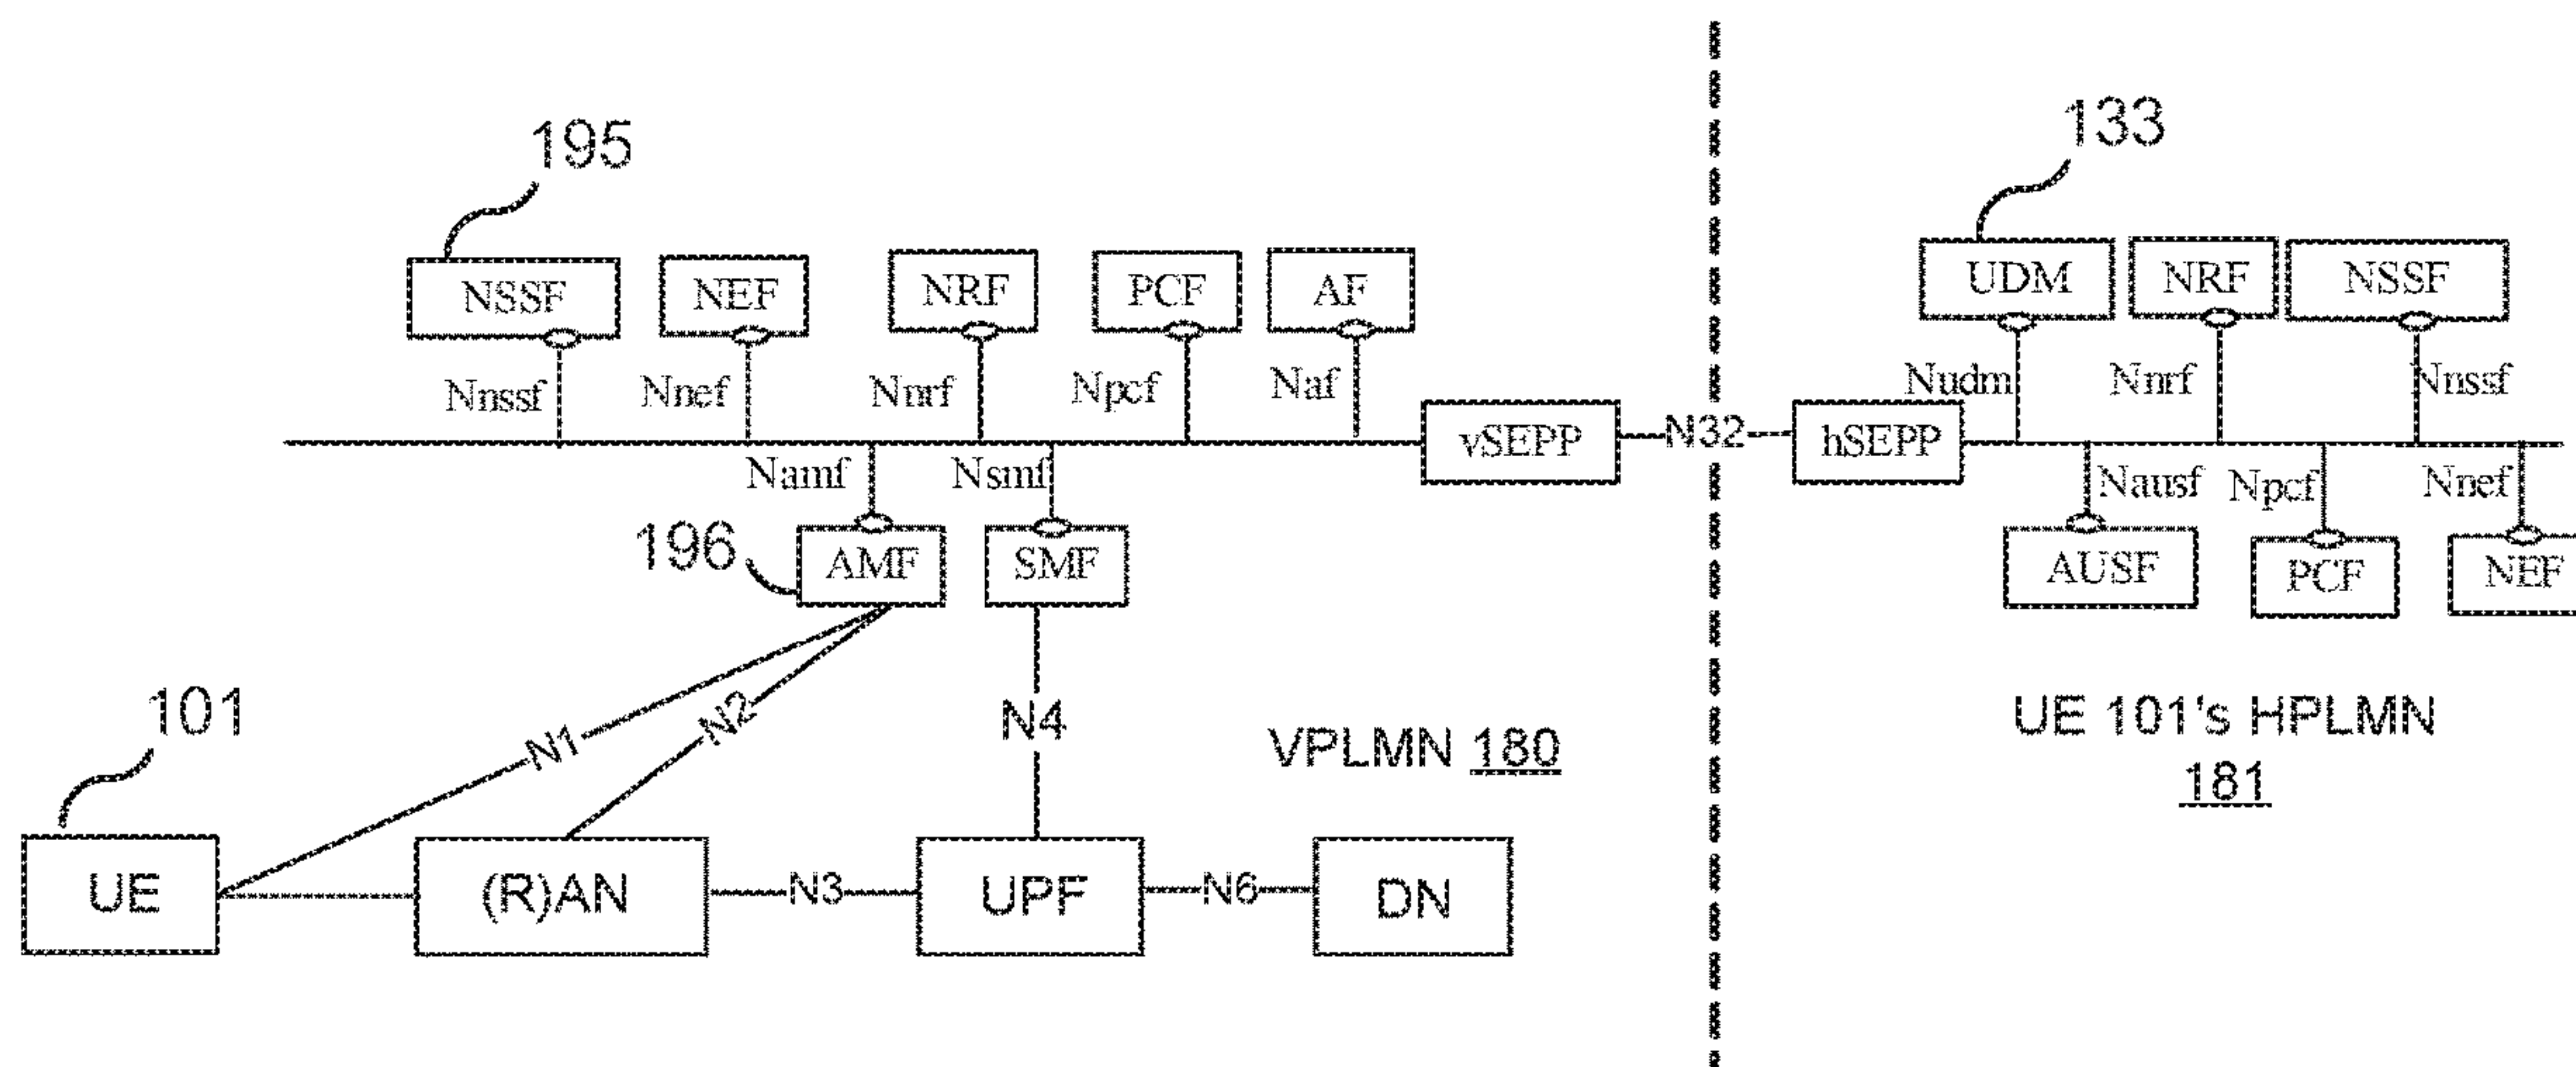 195
133
NSSF
NEF
NRF
PCF
AF
UDM
NRF
NSSF
Nnssf
Nnef
Nnrf
Npcf
Naf
Nudm
Nnrf
Nnssf
vSEPP
N32
hSEPP
Namf
Nsmf
Nausf
Npcf
Nnef
196
AMF
SMF
AUSF
PCF
NEF
101
N1
N2
N4
VPLMN 180
UE 101's HPLMN
181
UE
(R)AN
N3
UPF
N6
DN